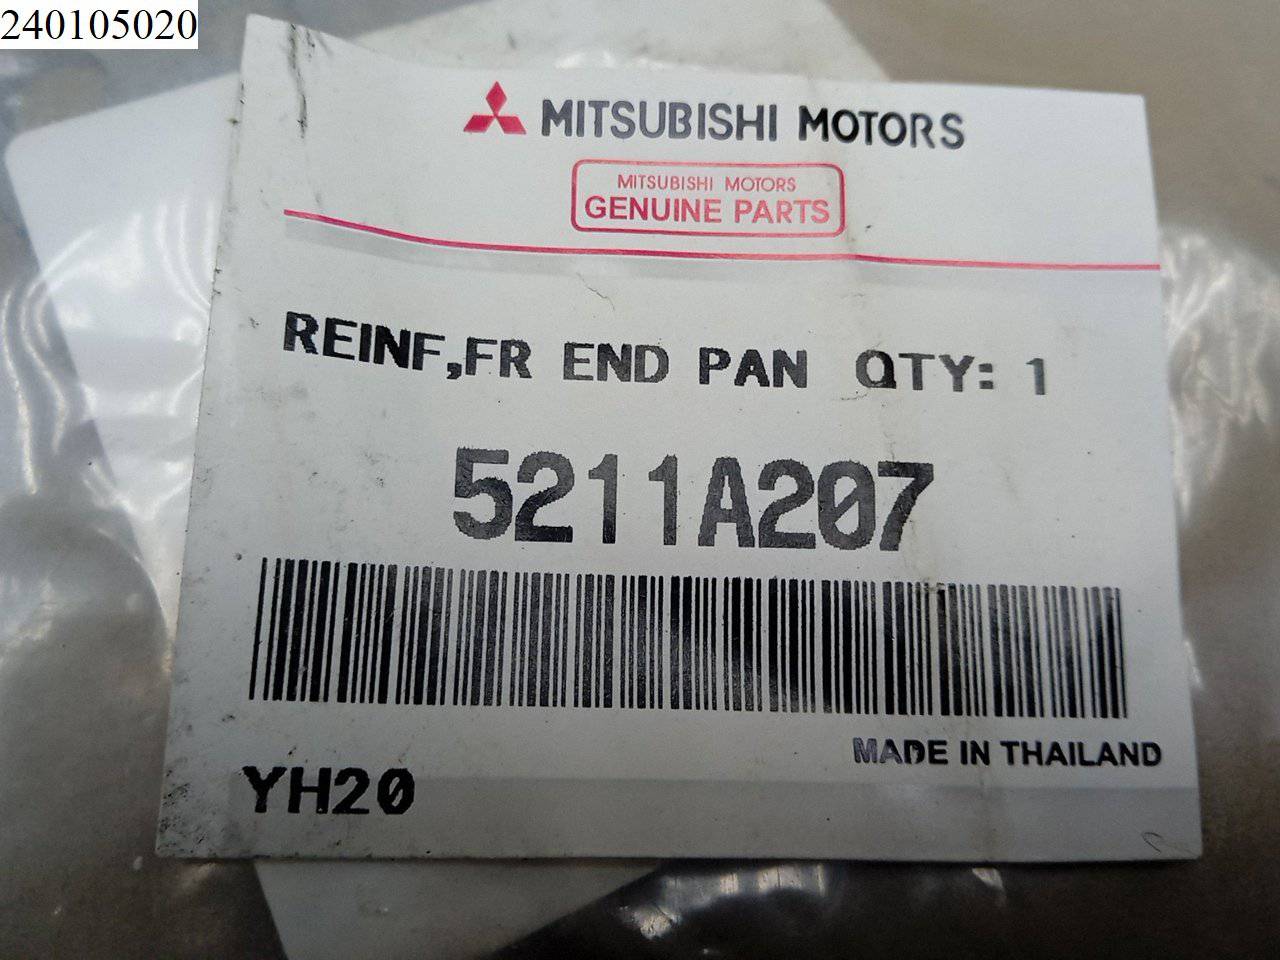 240105020
MITSUBISHI MOTORS
MITSUBISHI MOTORS
GENUINE PARTS
REINF,FR END PAN QTY: 1
5211A207
MADE IN THAILAND
YH20